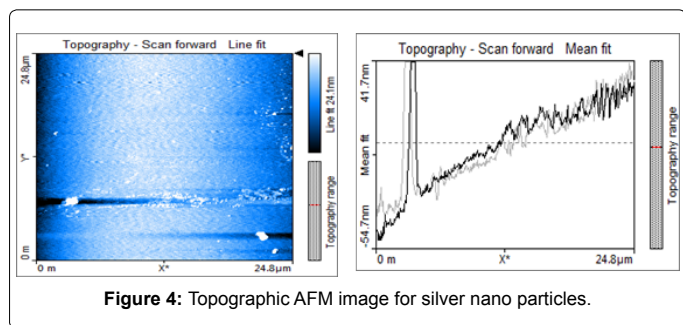 Topography - Scan forward Line fit
24.8µm
Y*
0 m
0 m
X*
24.8µm
Line fit 24.1nm
Topography range
Topography - Scan forward Mean fit
41.7nm
Mean fit
-54.7nm
0 m
X*
24.8µm
Topography range
Figure 4: Topographic AFM image for silver nano particles.